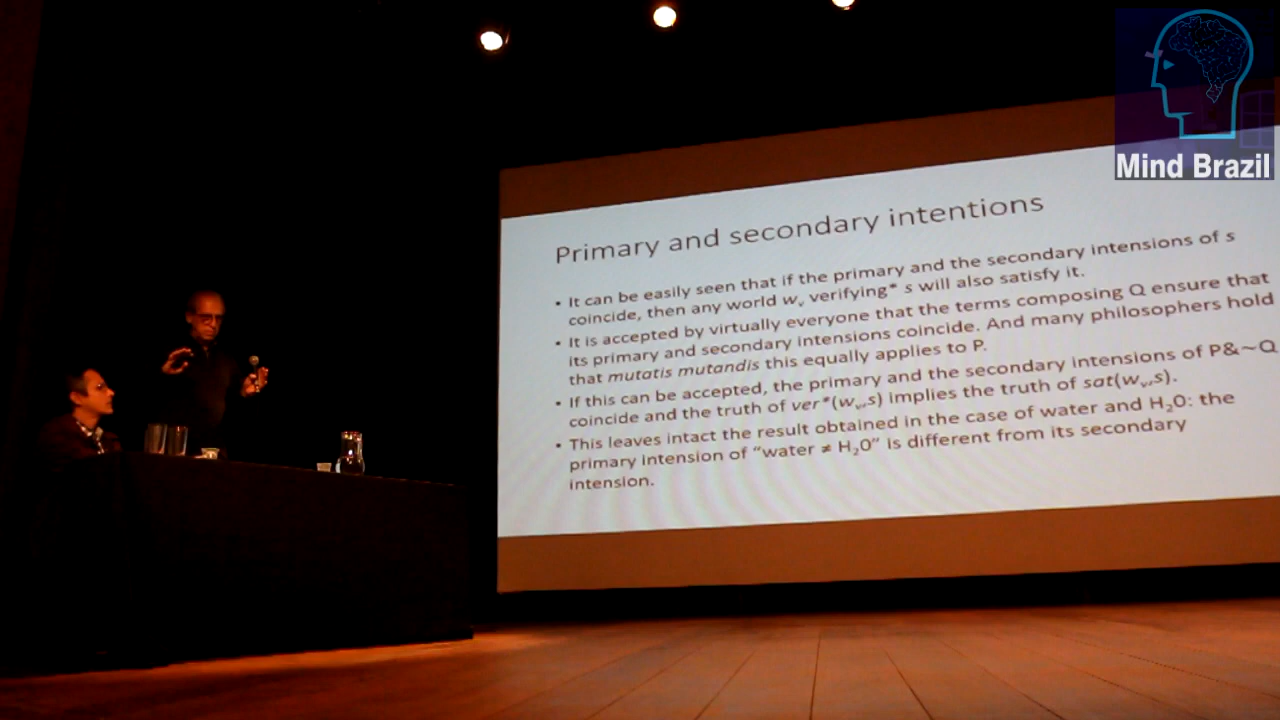 Mind Brazil
Primary and secondary intentions
• It can be easily seen that if the primary and the secondary intensions of s
coincide, then any world wᵥ verifying* s will also satisfy it.
• It is accepted by virtually everyone that the terms composing Q ensure that
its primary and secondary intensions coincide. And many philosophers hold
that mutatis mutandis this equally applies to P.
• If this can be accepted, the primary and the secondary intensions of P&~Q
coincide and the truth of ver*(wᵥ,s) implies the truth of sat(wᵥ,s).
• This leaves intact the result obtained in the case of water and H₂0: the
primary intension of “water ≠ H₂0” is different from its secondary
intension.